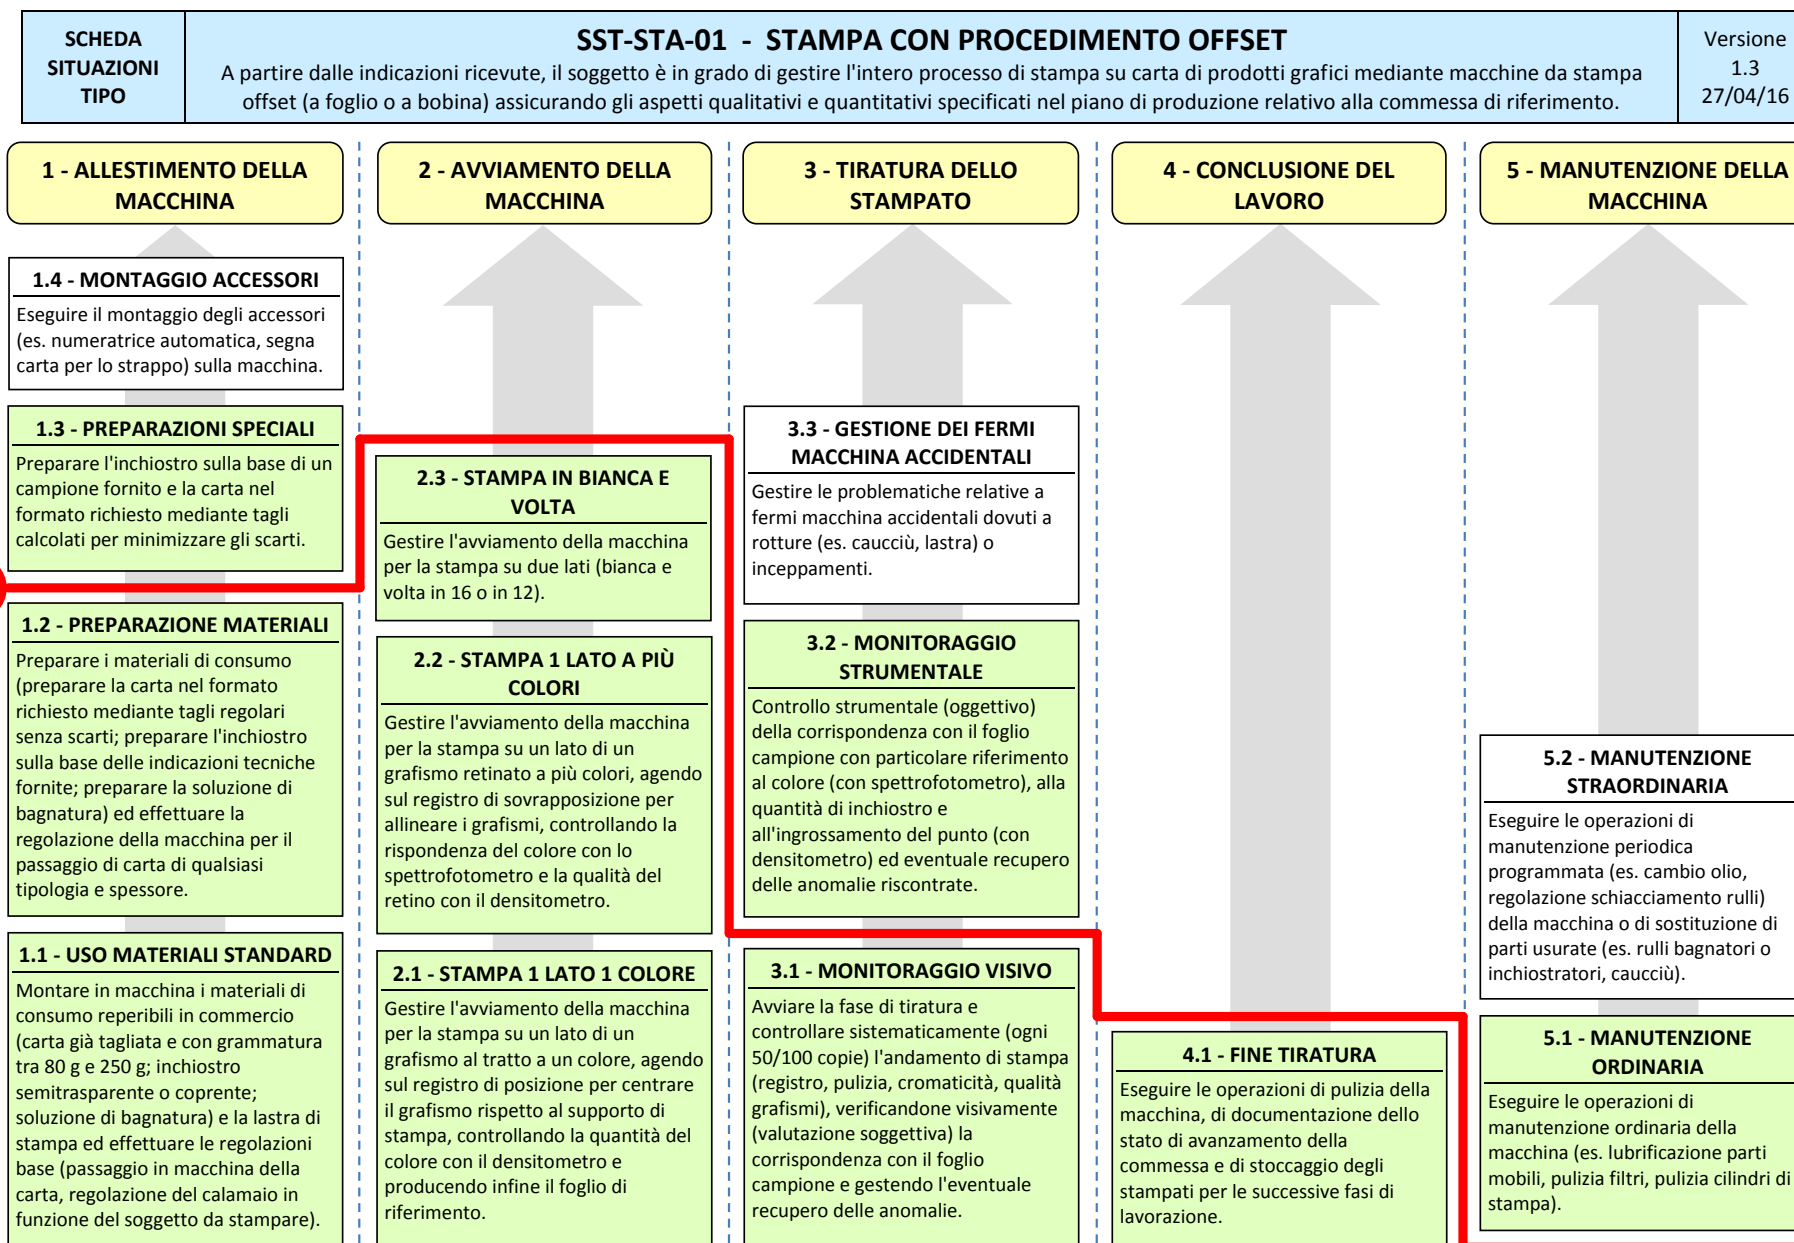 SCHEDA
SITUAZIONI
TIPO
SST-STA-01 - STAMPA CON PROCEDIMENTO OFFSET
A partire dalle indicazioni ricevute, il soggetto è in grado di gestire l'intero processo di stampa su carta di prodotti grafici mediante macchine da stampa
offset (a foglio o a bobina) assicurando gli aspetti qualitativi e quantitativi specificati nel piano di produzione relativo alla commessa di riferimento.
Versione
1.3
27/04/16
1 - ALLESTIMENTO DELLA
MACCHINA
1.4 - MONTAGGIO ACCESSORI
Eseguire il montaggio degli accessori
(es. numeratrice automatica, segna
carta per lo strappo) sulla macchina.
1.3 - PREPARAZIONI SPECIALI
Preparare l'inchiostro sulla base di un
campione fornito e la carta nel
formato richiesto mediante tagli
calcolati per minimizzare gli scarti.
1.2 - PREPARAZIONE MATERIALI
Preparare i materiali di consumo
(preparare la carta nel formato
richiesto mediante tagli regolari
senza scarti; preparare l'inchiostro
sulla base delle indicazioni tecniche
fornite; preparare la soluzione di
bagnatura) ed effettuare la
regolazione della macchina per il
passaggio di carta di qualsiasi
tipologia e spessore.
1.1 - USO MATERIALI STANDARD
Montare in macchina i materiali di
consumo reperibili in commercio
(carta già tagliata e con grammatura
tra 80 g e 250 g; inchiostro
semitrasparente o coprente;
soluzione di bagnatura) e la lastra di
stampa ed effettuare le regolazioni
base (passaggio in macchina della
carta, regolazione del calamaio in
funzione del soggetto da stampare).
2 - AVVIAMENTO DELLA
MACCHINA
2.3 - STAMPA IN BIANCA E
VOLTA
Gestire l'avviamento della macchina
per la stampa su due lati (bianca e
volta in 16 o in 12).
2.2 - STAMPA 1 LATO A PIÙ
COLORI
Gestire l'avviamento della macchina
per la stampa su un lato di un
grafismo retinato a più colori, agendo
sul registro di sovrapposizione per
allineare i grafismi, controllando la
rispondenza del colore con lo
spettrofotometro e la qualità del
retino con il densitometro.
2.1 - STAMPA 1 LATO 1 COLORE
Gestire l'avviamento della macchina
per la stampa su un lato di un
grafismo al tratto a un colore, agendo
sul registro di posizione per centrare
il grafismo rispetto al supporto di
stampa, controllando la quantità del
colore con il densitometro e
producendo infine il foglio di
riferimento.
3 - TIRATURA DELLO
STAMPATO
3.3 - GESTIONE DEI FERMI
MACCHINA ACCIDENTALI
Gestire le problematiche relative a
fermi macchina accidentali dovuti a
rotture (es. caucciù, lastra) o
inceppamenti.
3.2 - MONITORAGGIO
STRUMENTALE
Controllo strumentale (oggettivo)
della corrispondenza con il foglio
campione con particolare riferimento
al colore (con spettrofotometro), alla
quantità di inchiostro e
all'ingrossamento del punto (con
densitometro) ed eventuale recupero
delle anomalie riscontrate.
3.1 - MONITORAGGIO VISIVO
Avviare la fase di tiratura e
controllare sistematicamente (ogni
50/100 copie) l'andamento di stampa
(registro, pulizia, cromaticità, qualità
grafismi), verificandone visivamente
(valutazione soggettiva) la
corrispondenza con il foglio
campione e gestendo l'eventuale
recupero delle anomalie.
4 - CONCLUSIONE DEL
LAVORO
4.1 - FINE TIRATURA
Eseguire le operazioni di pulizia della
macchina, di documentazione dello
stato di avanzamento della
commessa e di stoccaggio degli
stampati per le successive fasi di
lavorazione.
5 - MANUTENZIONE DELLA
MACCHINA
5.2 - MANUTENZIONE
STRAORDINARIA
Eseguire le operazioni di
manutenzione periodica
programmata (es. cambio olio,
regolazione schiacciamento rulli)
della macchina o di sostituzione di
parti usurate (es. rulli bagnatori o
inchiostratori, caucciù).
5.1 - MANUTENZIONE
ORDINARIA
Eseguire le operazioni di
manutenzione ordinaria della
macchina (es. lubrificazione parti
mobili, pulizia filtri, pulizia cilindri di
stampa).